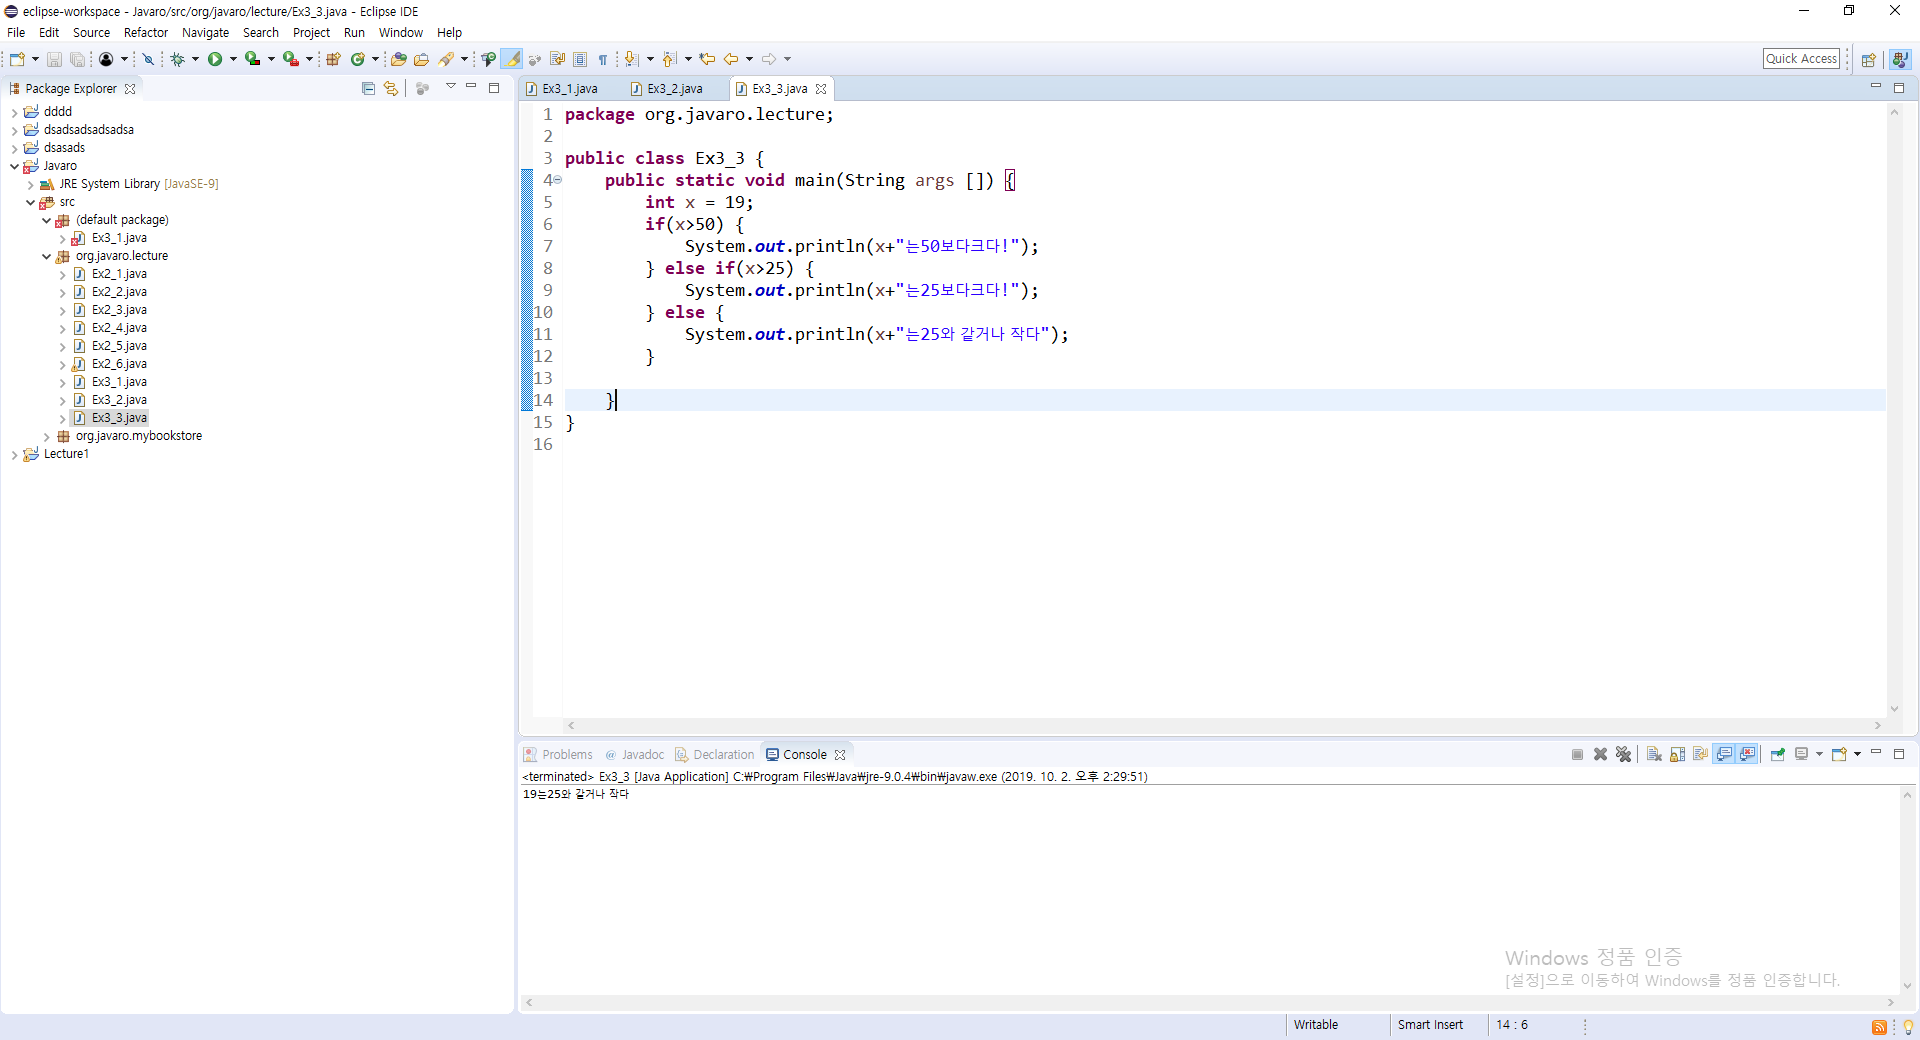 eclipse-workspace - Javaro/src/org/javaro/lecture/Ex3_3.java - Eclipse IDE
File Edit Source Refactor Navigate Search Project Run Window Help
Quick Access
Package Explorer
dddd
dsadsadsadsadsa
dsasads
Javaro
JRE System Library [JavaSE-9]
src
(default package)
Ex3_1.java
org.javaro.lecture
Ex2_1.java
Ex2_2.java
Ex2_3.java
Ex2_4.java
Ex2_5.java
Ex2_6.java
Ex3_1.java
Ex3_2.java
Ex3_3.java
org.javaro.mybookstore
Lecture1
Ex3_1.java Ex3_2.java Ex3_3.java
1 package org.javaro.lecture;
2
3 public class Ex3_3 {
4 public static void main(String args []) {
5 int x = 19;
6 if(x>50) {
7 System.out.println(x+"는50보다크다!");
8 } else if(x>25) {
9 System.out.println(x+"는25보다크다!");
10 } else {
11 System.out.println(x+"는25와 같거나 작다");
12 }
13
14 }
15 }
16
Problems @ Javadoc Declaration Console
<terminated> Ex3_3 [Java Application] C:₩Program Files₩Java₩jre-9.0.4₩bin₩javaw.exe (2019. 10. 2. 오후 2:29:51)
19는25와 같거나 작다
Windows 정품 인증
[설정]으로 이동하여 Windows를 정품 인증합니다.
Writable Smart Insert 14 : 6